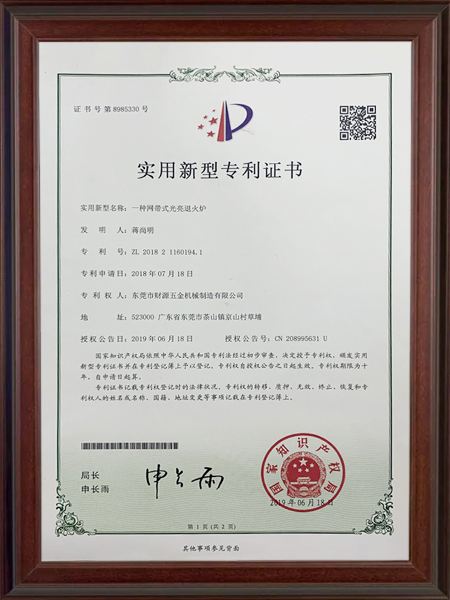 证书号第8985330号
实用新型专利证书
实用新型名称：一种网带式光亮退火炉
发明人：蒋尚明
专利号：ZL 2018 2 1160194.1
专利申请日：2018年07月18日
专利权人：东莞市财源五金机械制造有限公司
地址：523000 广东省东莞市茶山镇京山村草埔
授权公告日：2019年06月18日 授权公告号：CN 208995631 U
国家知识产权局依照中华人民共和国专利法经过初步审查，决定授予专利权，颁发实用
新型专利证书并在专利登记簿上予以登记。专利权自授权公告之日起生效。专利权期限为十
年，自申请日起算。
专利证书记载专利权登记时的法律状况。专利权的转移、质押、无效、终止、恢复和专
利权人的姓名或名称、国籍、地址变更等事项记载在专利登记簿上。
局长
申长雨
申长雨
国家知识产权局
2019年06月18日
第1页(共2页)
其他事项参见背面